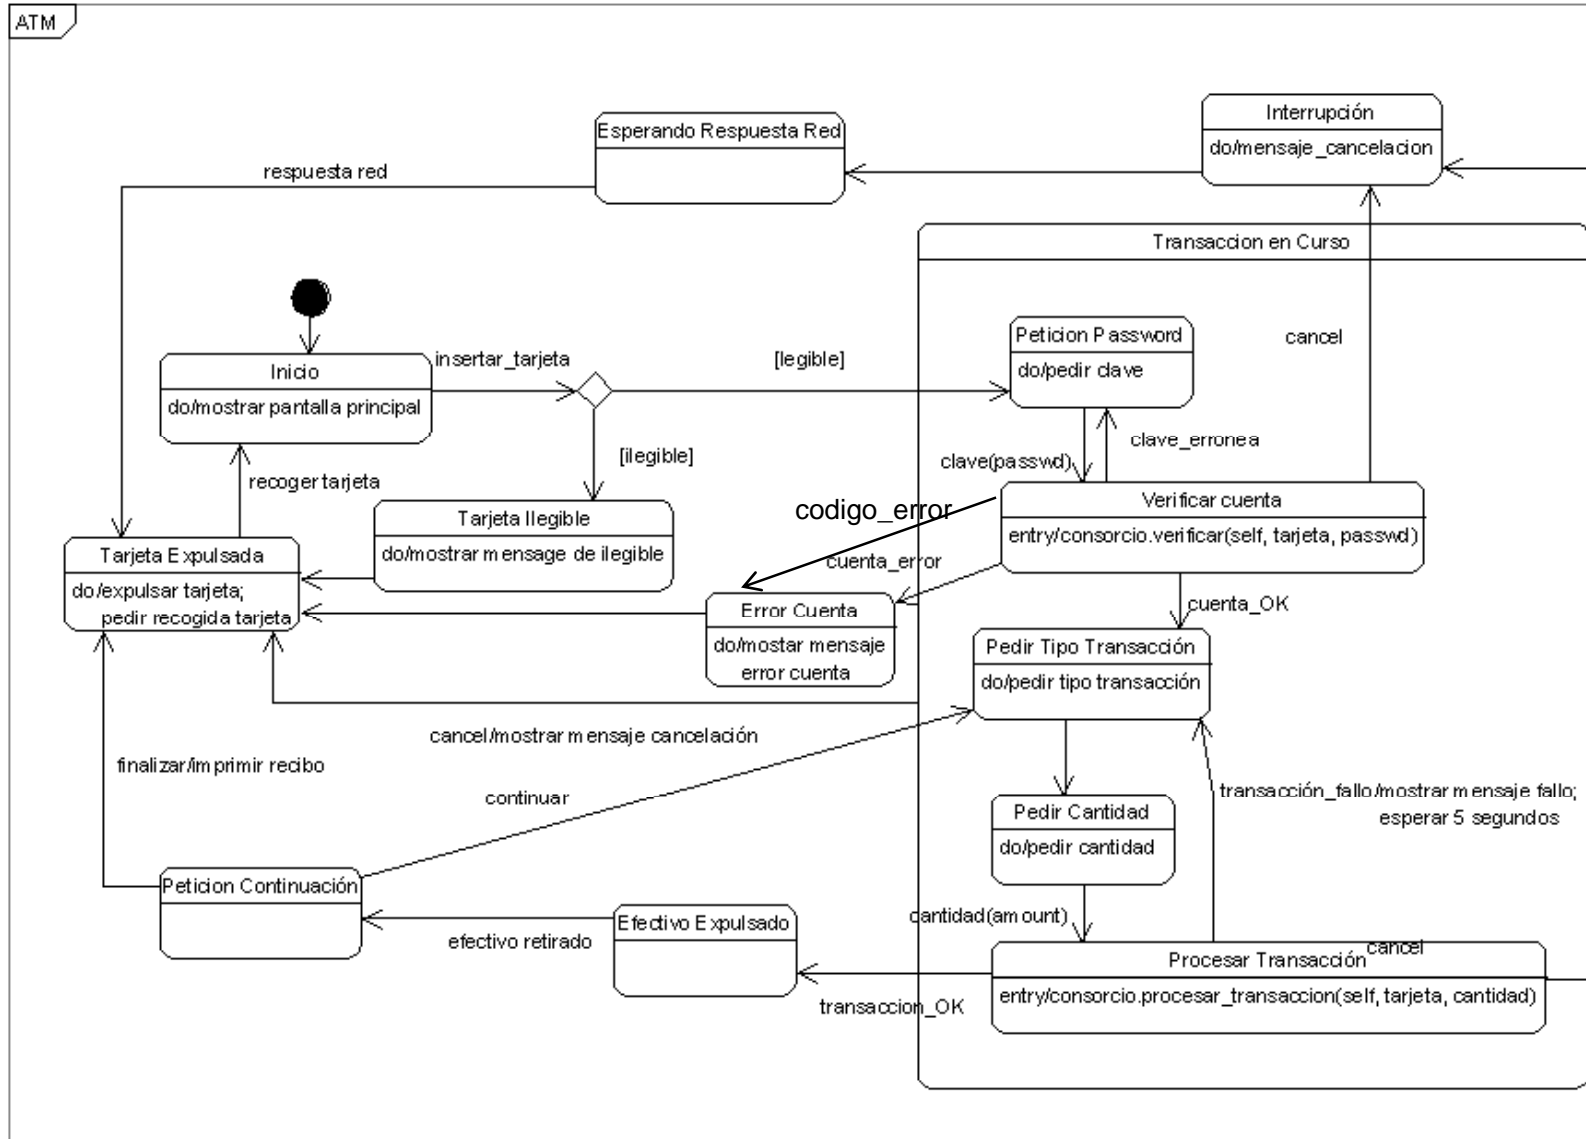 ATM
Interrupción
do/mensaje_cancelacion
Esperando Respuesta Red
respuesta red
Transaccion en Curso
cancel
Peticion Password
do/pedir clave
insertar_tarjeta
[legible]
Inicio
do/mostrar pantalla principal
clave_erronea
[ilegible]
clave(passwd)
recoger tarjeta
Verificar cuenta
entry/consorcio.verificar(self, tarjeta, passwd)
codigo_error
Tarjeta Ilegible
do/mostrar mensage de ilegible
Tarjeta Expulsada
do/expulsar tarjeta;
pedir recogida tarjeta
cuenta_error
cuenta_OK
Error Cuenta
do/mostar mensaje
error cuenta
Pedir Tipo Transacción
do/pedir tipo transacción
cancel/mostrar mensaje cancelación
finalizar/imprimir recibo
continuar
transacción_fallo/mostrar mensaje fallo;
esperar 5 segundos
Pedir Cantidad
do/pedir cantidad
Peticion Continuación
cantidad(amount)
Efectivo Expulsado
efectivo retirado
cancel
Procesar Transacción
entry/consorcio.procesar_transaccion(self, tarjeta, cantidad)
transaccion_OK